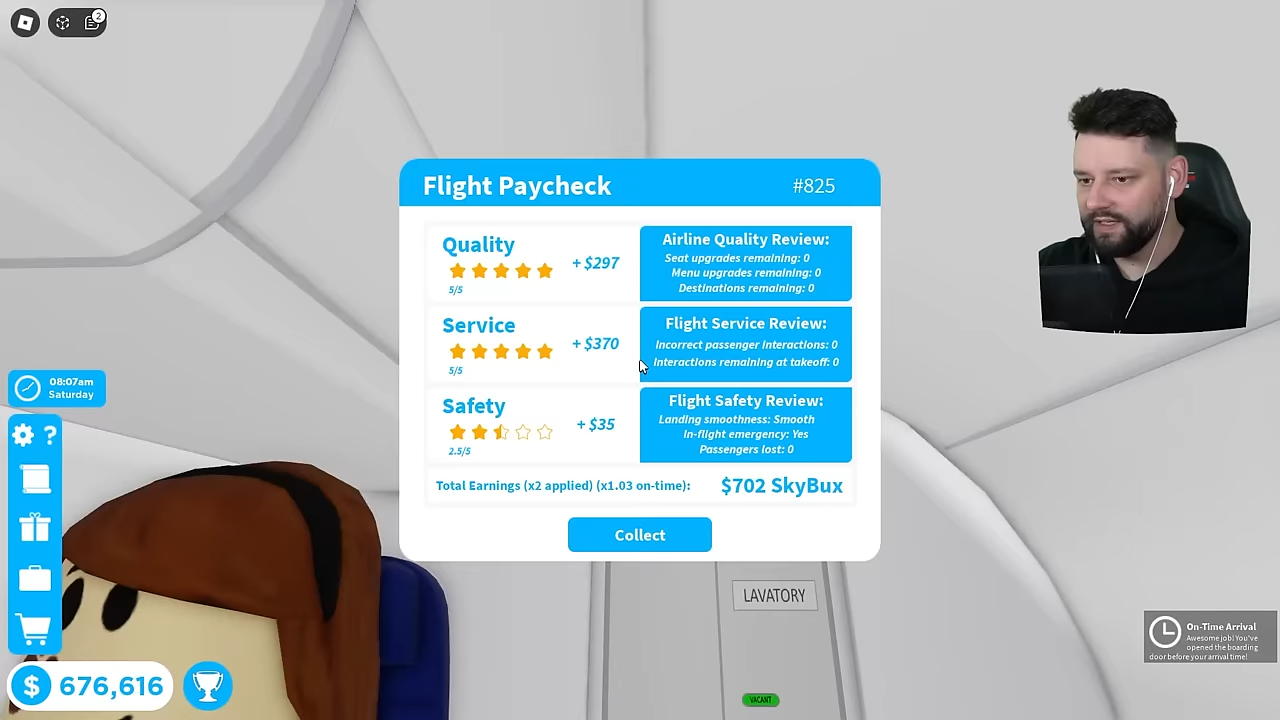 2
Flight Paycheck
#825
Quality
+ $297
5/5
Airline Quality Review:
Seat upgrades remaining: 0
Menu upgrades remaining: 0
Destinations remaining: 0
Service
+ $370
5/5
Flight Service Review:
Incorrect passenger interactions: 0
Interactions remaining at takeoff: 0
Safety
+ $35
2.5/5
Flight Safety Review:
Landing smoothness: Smooth
In-flight emergency: Yes
Passengers lost: 0
Total Earnings (x2 applied) (x1.03 on-time):
$702 SkyBux
Collect
08:07am
Saturday
?
$ 676,616
LAVATORY
VACANT
On-Time Arrival
Awesome job! You've
opened the boarding
door before your arrival time!